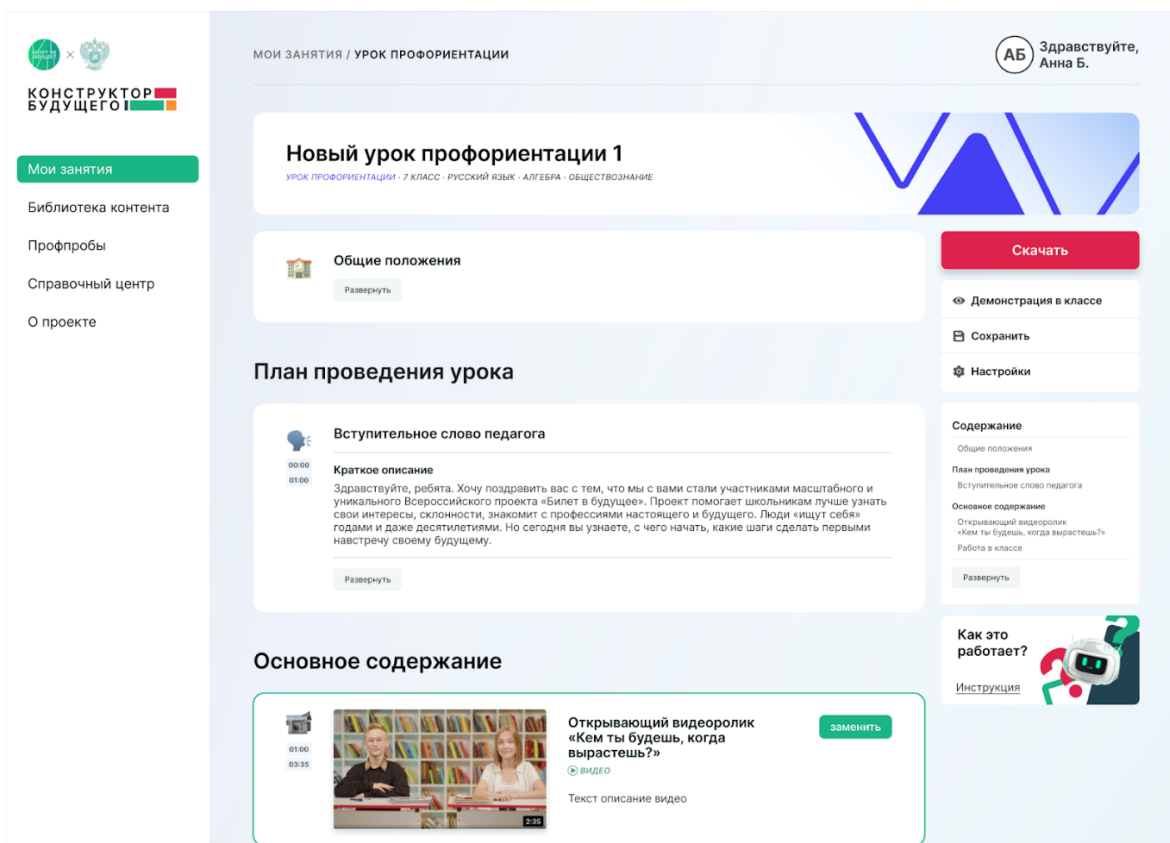 БИЛЕТ В БУДУЩЕЕ
×
КОНСТРУКТОР
БУДУЩЕГО
МОИ ЗАНЯТИЯ / УРОК ПРОФОРИЕНТАЦИИ
АБ
Здравствуйте,
Анна Б.
Мои занятия
Библиотека контента
Профпробы
Справочный центр
О проекте
Новый урок профориентации 1
УРОК ПРОФОРИЕНТАЦИИ · 7 КЛАСС · РУССКИЙ ЯЗЫК · АЛГЕБРА · ОБЩЕСТВОЗНАНИЕ
Общие положения
Развернуть
Скачать
Демонстрация в классе
Сохранить
Настройки
План проведения урока
Вступительное слово педагога
00:00
01:00
Краткое описание
Здравствуйте, ребята. Хочу поздравить вас с тем, что мы с вами стали участниками масштабного и
уникального Всероссийского проекта «Билет в будущее». Проект помогает школьникам лучше узнать
свои интересы, склонности, знакомит с профессиями настоящего и будущего. Люди «ищут себя»
годами и даже десятилетиями. Но сегодня вы узнаете, с чего начать, какие шаги сделать первыми
навстречу своему будущему.
Развернуть
Содержание
Общие положения
План проведения урока
Вступительное слово педагога
Основное содержание
Открывающий видеоролик
«Кем ты будешь, когда вырастешь?»
Работа в классе
Развернуть
Как это
работает?
Инструкция
Основное содержание
01:00
03:35
2:35
Открывающий видеоролик
«Кем ты будешь, когда
вырастешь?»
ВИДЕО
Текст описание видео
заменить